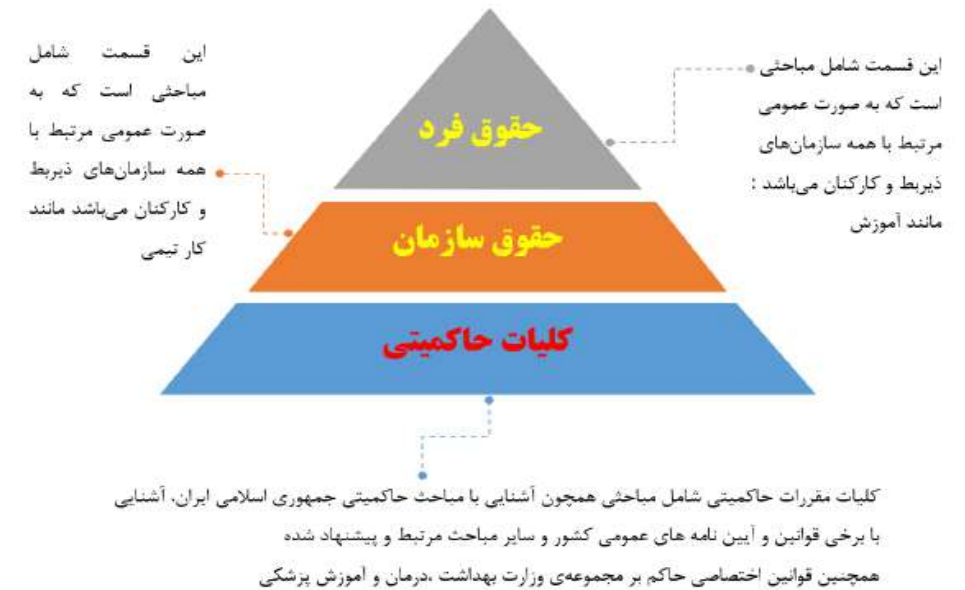 این قسمت شامل مباحثی
است که به صورت عمومی
مرتبط با همه سازمان‌های
ذیربط و کارکنان می‌باشد :
مانند آموزش
این قسمت شامل
مباحثی است که به
صورت عمومی مرتبط با
همه سازمان‌های ذیربط
و کارکنان می‌باشد مانند
کار تیمی
حقوق فرد
حقوق سازمان
کلیات حاکمیتی
کلیات مقررات حاکمیتی شامل مباحثی همچون آشنایی با مباحث حاکمیتی جمهوری اسلامی ایران، آشنایی
با برخی قوانین و آیین نامه های عمومی کشور و سایر مباحث مرتبط و پیشنهاد شده
همچنین قوانین اختصاصی حاکم بر مجموعه‌ی وزارت بهداشت ،درمان و آموزش پزشکی